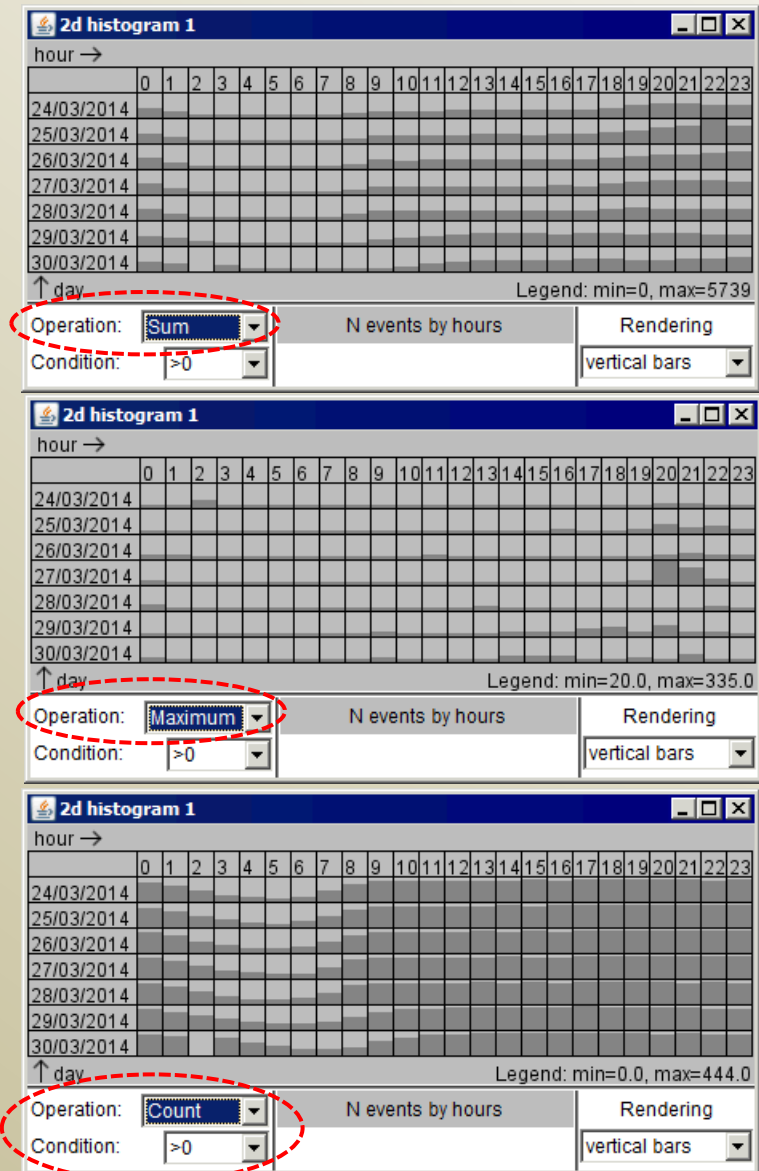 2d histogram 1
hour →
0 1 2 3 4 5 6 7 8 9 10 11 12 13 14 15 16 17 18 19 20 21 22 23
24/03/2014
25/03/2014
26/03/2014
27/03/2014
28/03/2014
29/03/2014
30/03/2014
↑ day Legend: min=0, max=5739
Operation: Sum N events by hours Rendering
Condition: >0 vertical bars
2d histogram 1
hour →
0 1 2 3 4 5 6 7 8 9 10 11 12 13 14 15 16 17 18 19 20 21 22 23
24/03/2014
25/03/2014
26/03/2014
27/03/2014
28/03/2014
29/03/2014
30/03/2014
↑ day Legend: min=20.0, max=335.0
Operation: Maximum N events by hours Rendering
Condition: >0 vertical bars
2d histogram 1
hour →
0 1 2 3 4 5 6 7 8 9 10 11 12 13 14 15 16 17 18 19 20 21 22 23
24/03/2014
25/03/2014
26/03/2014
27/03/2014
28/03/2014
29/03/2014
30/03/2014
↑ day Legend: min=0.0, max=444.0
Operation: Count N events by hours Rendering
Condition: >0 vertical bars